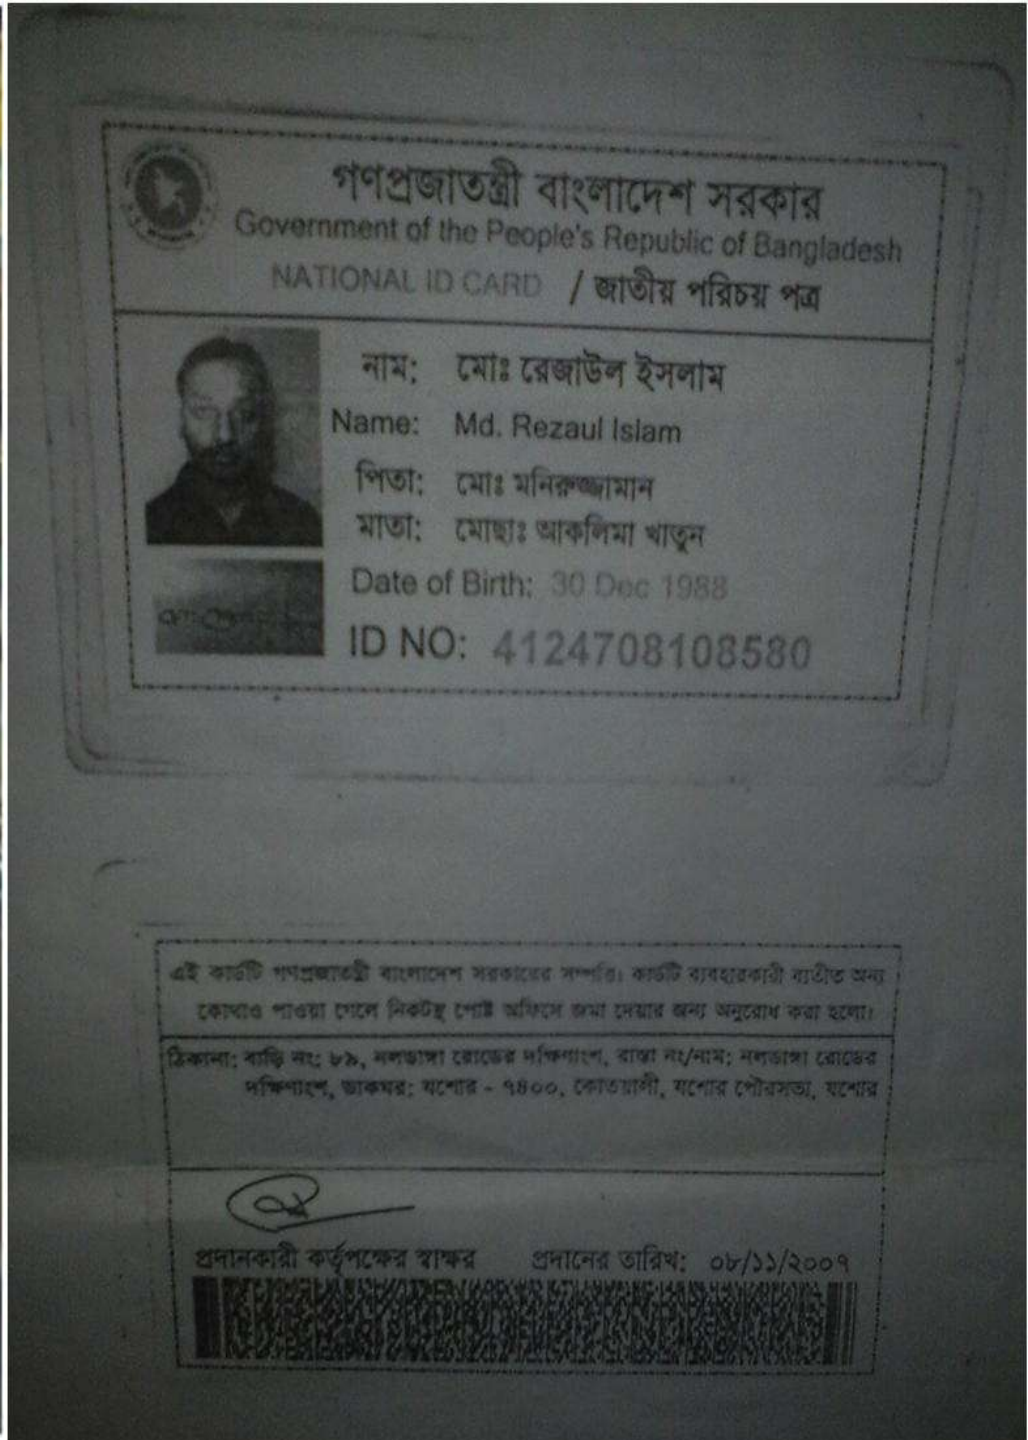 গণপ্রজাতন্ত্রী বাংলাদেশ সরকার
Government of the People's Republic of Bangladesh
NATIONAL ID CARD / জাতীয় পরিচয় পত্র
নাম: মোঃ রেজাউল ইসলাম
Name: Md. Rezaul Islam
পিতা: মোঃ মনিরুজ্জামান
মাতা: মোছাঃ আকলিমা খাতুন
Date of Birth: 30 Dec 1988
ID NO: 4124708108580
এই কার্ডটি গণপ্রজাতন্ত্রী বাংলাদেশ সরকারের সম্পত্তি। কার্ডটি ব্যবহারকারী ব্যতীত অন্য
কোথাও পাওয়া গেলে নিকটস্থ পোষ্ট অফিসে জমা দেয়ার জন্য অনুরোধ করা হলো।
ঠিকানা: বাড়ি নং: ৮৯, নলডাঙ্গা রোডের দক্ষিণাংশ, রাস্তা নং/নাম: নলডাঙ্গা রোডের
দক্ষিণাংশ, ডাকঘর: যশোর - ৭৪০০, কোতয়ালী, যশোর পৌরসভা, যশোর
প্রদানকারী কর্তৃপক্ষের স্বাক্ষর প্রদানের তারিখ: ০৮/১১/২০০৭